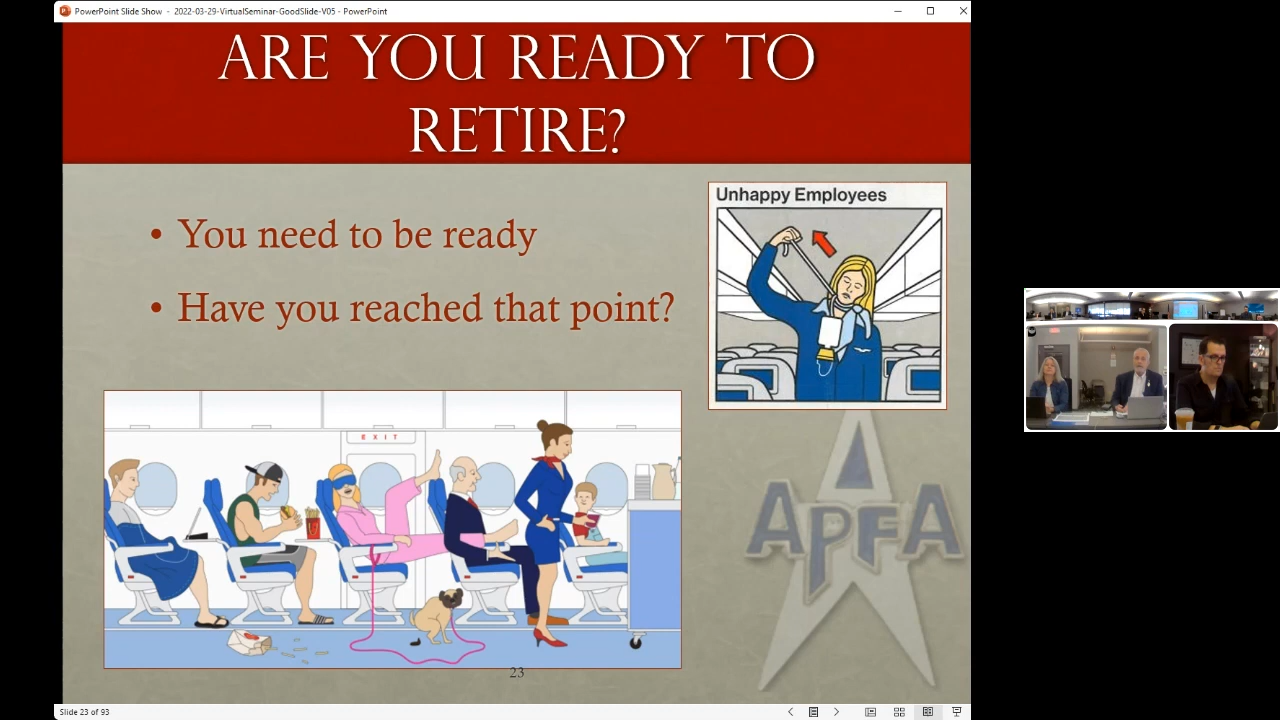 PowerPoint Slide Show - 2022-03-29-VirtualSeminar-GoodSlide-V05 - PowerPoint
ARE YOU READY TO
RETIRE?
• You need to be ready
• Have you reached that point?
Unhappy Employees
EXIT
APFA
23
Slide 23 of 93